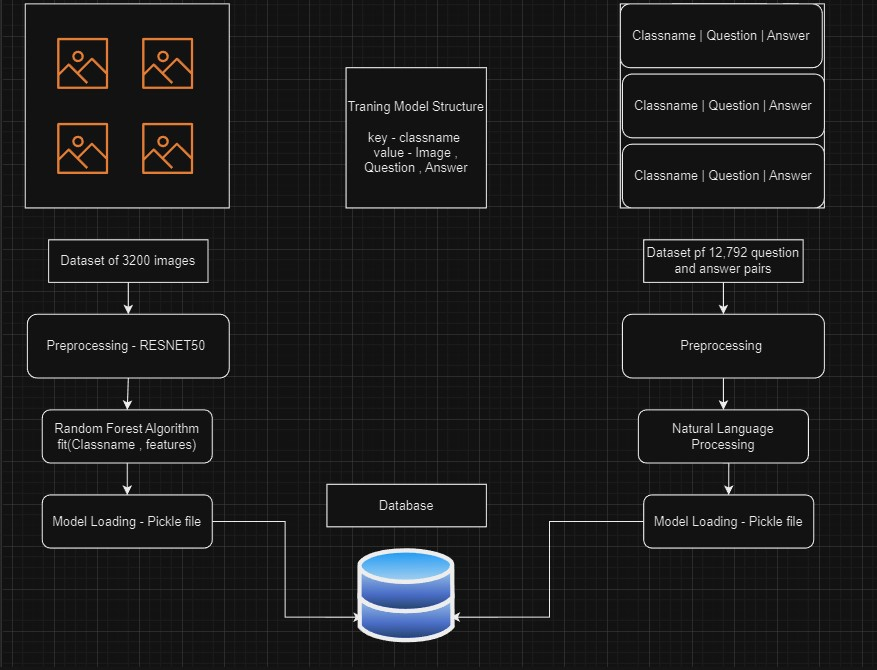 Classname | Question | Answer
Classname | Question | Answer
Classname | Question | Answer
Traning Model Structure
key - classname
value - Image ,
Question , Answer
Dataset of 3200 images
Dataset pf 12,792 question
and answer pairs
Preprocessing - RESNET50
Preprocessing
Random Forest Algorithm
fit(Classname , features)
Natural Language
Processing
Database
Model Loading - Pickle file
Model Loading - Pickle file